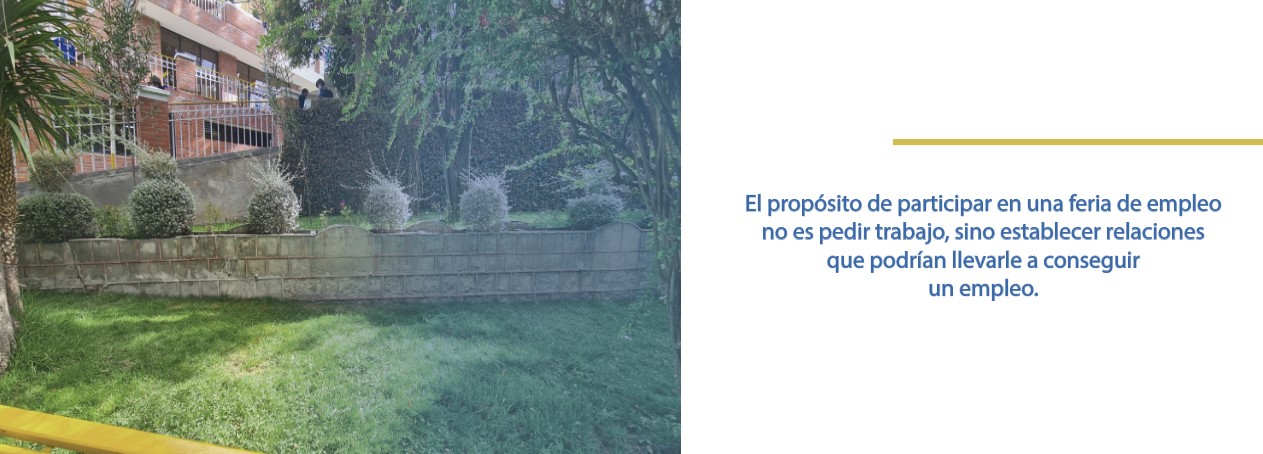 El propósito de participar en una feria de empleo
no es pedir trabajo, sino establecer relaciones
que podrían llevarle a conseguir
un empleo.